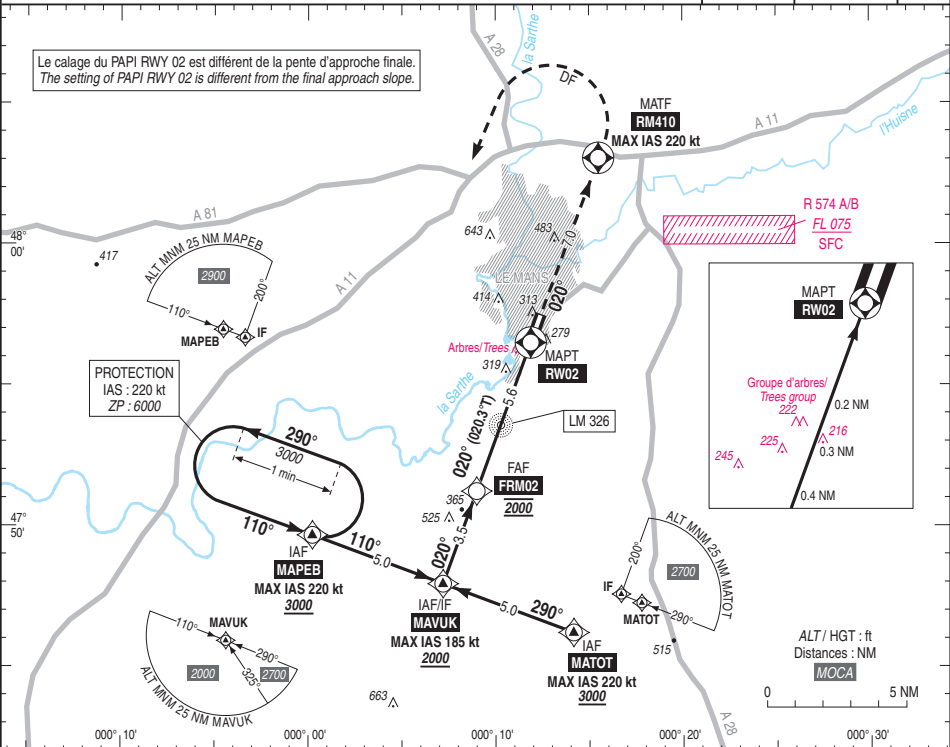 Le calage du PAPI RWY 02 est différent de la pente d'approche finale.
The setting of PAPI RWY 02 is different from the final approach slope.
A 28
la Sarthe
DF
MATF
RM410
MAX IAS 220 kt
A 11
l'Huisne
R 574 A/B
FL 075
SFC
A 81
48°
00'
417
ALT MNM 25 NM MAPEB
2900
110°
200°
MAPEB
IF
A 11
643
483
7.0
LE MANS
414
313
020°
279
Arbres/Trees
MAPT
RW02
319
la Sarthe
5.6
020° (020.3°T)
LM 326
MAPT
RW02
Groupe d'arbres/
Trees group
222
216
225
245
0.2 NM
0.3 NM
0.4 NM
PROTECTION
IAS : 220 kt
ZP : 6000
290°
3000
1 min
110°
IAF
MAPEB
MAX IAS 220 kt
3000
110°
5.0
FAF
FRM02
2000
365
525
020°
3.5
47°
50'
IAF/IF
MAVUK
MAX IAS 185 kt
2000
5.0
290°
IAF
MATOT
MAX IAS 220 kt
3000
ALT MNM 25 NM MATOT
200°
2700
IF
MATOT
290°
515
110°
MAVUK
290°
2000
2700
325°
ALT MNM 25 NM MAVUK
663
A 28
ALT / HGT : ft
Distances : NM
MOCA
0
5 NM
000°10'
000°00'
000°10'
000°20'
000°30'